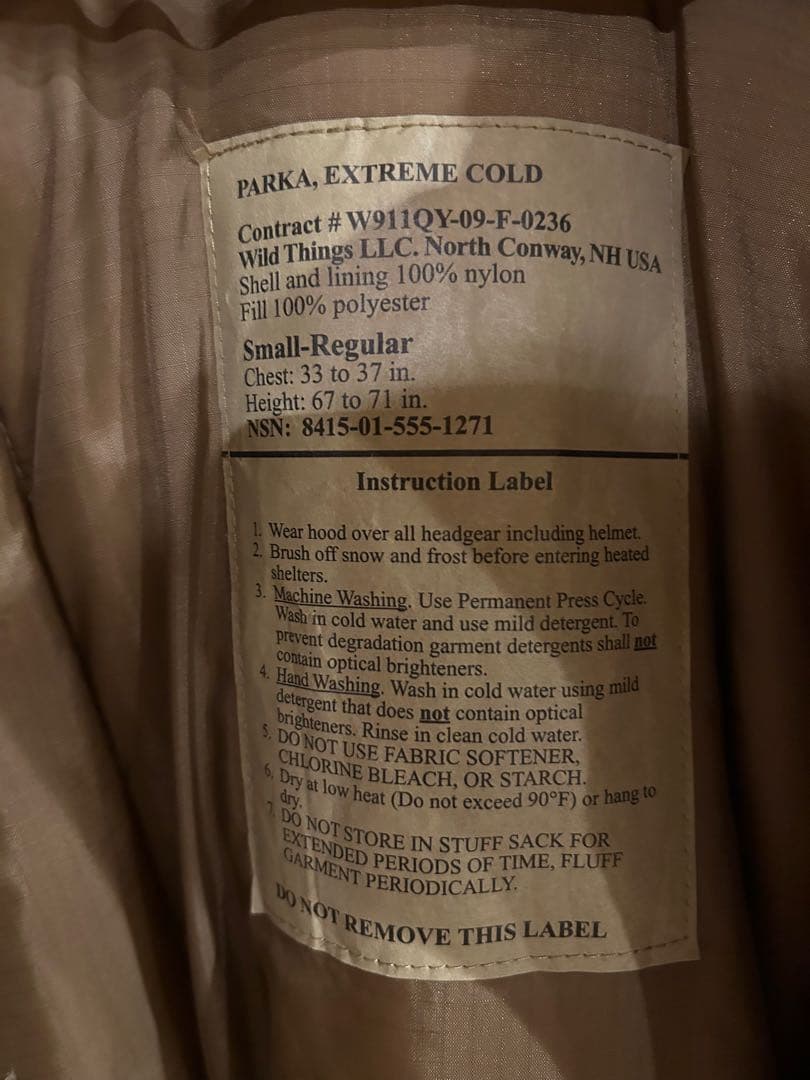 PARKA, EXTREME COLD
Contract # W911QY-09-F-0236
Wild Things LLC. North Conway, NH USA
Shell and lining 100% nylon
Fill 100% polyester
Small-Regular
Chest: 33 to 37 in.
Height: 67 to 71 in.
NSN: 8415-01-555-1271
Instruction Label
1. Wear hood over all headgear including helmet.
2. Brush off snow and frost before entering heated
shelters.
3. Machine Washing. Use Permanent Press Cycle.
Wash in cold water and use mild detergent. To
prevent degradation garment detergents shall not
contain optical brighteners.
4. Hand Washing. Wash in cold water using mild
detergent that does not contain optical
brighteners. Rinse in clean cold water.
5. DO NOT USE FABRIC SOFTENER,
CHLORINE BLEACH, OR STARCH.
6. Dry at low heat (Do not exceed 90°F) or hang to
dry.
7. DO NOT STORE IN STUFF SACK FOR
EXTENDED PERIODS OF TIME, FLUFF
GARMENT PERIODICALLY.
DO NOT REMOVE THIS LABEL